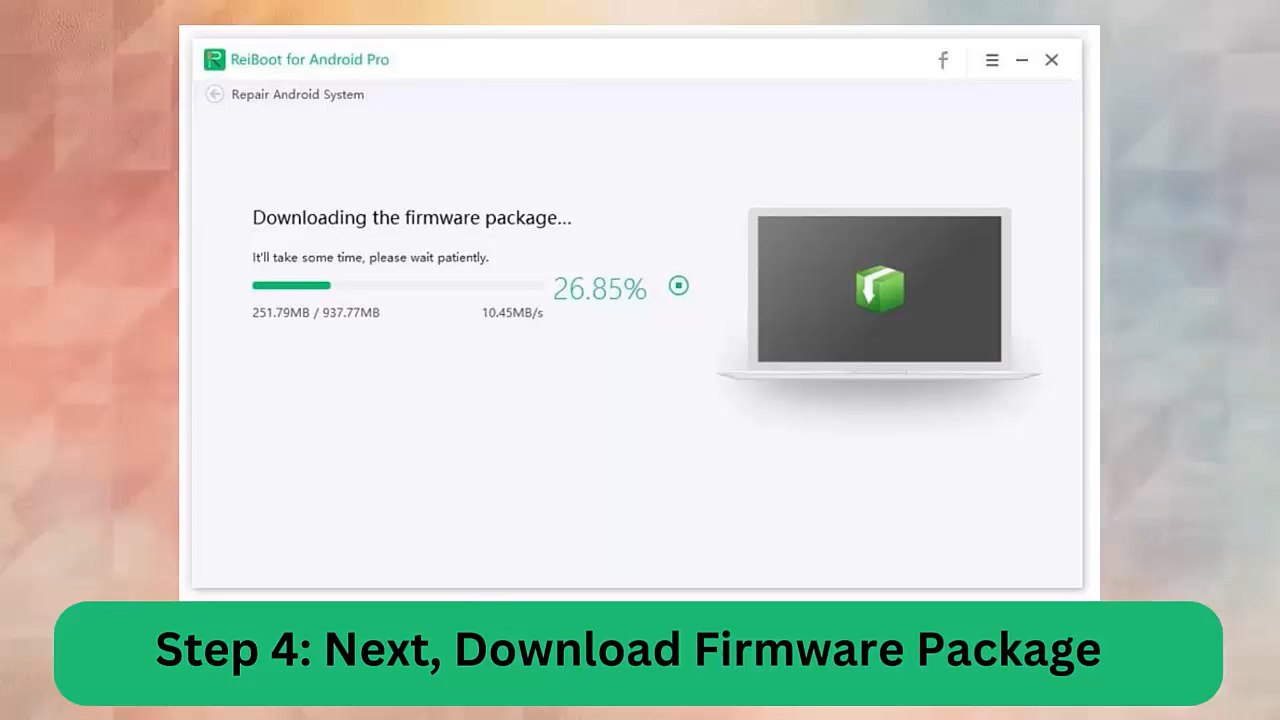 ReiBoot for Android Pro
Repair Android System
Downloading the firmware package...
It'll take some time, please wait patiently.
26.85%
251.79MB / 937.77MB 10.45MB/s
Step 4: Next, Download Firmware Package